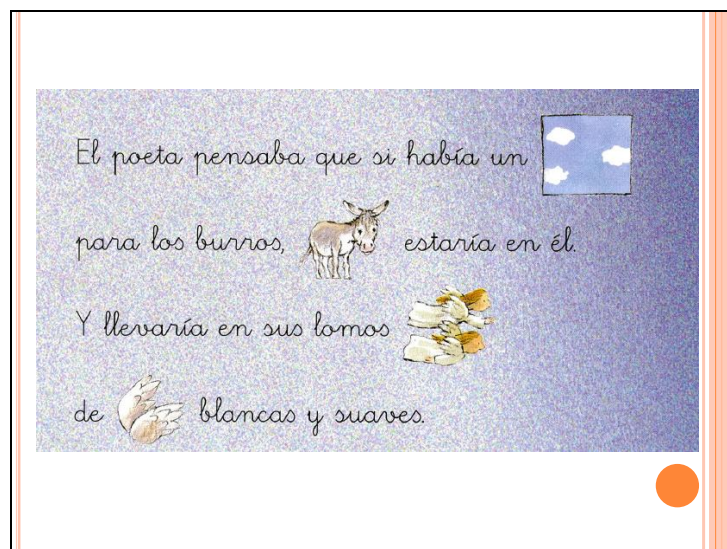 El poeta pensaba que si había un
para los burros, estaría en él.
Y llevaría en sus lomos
de blancas y suaves.